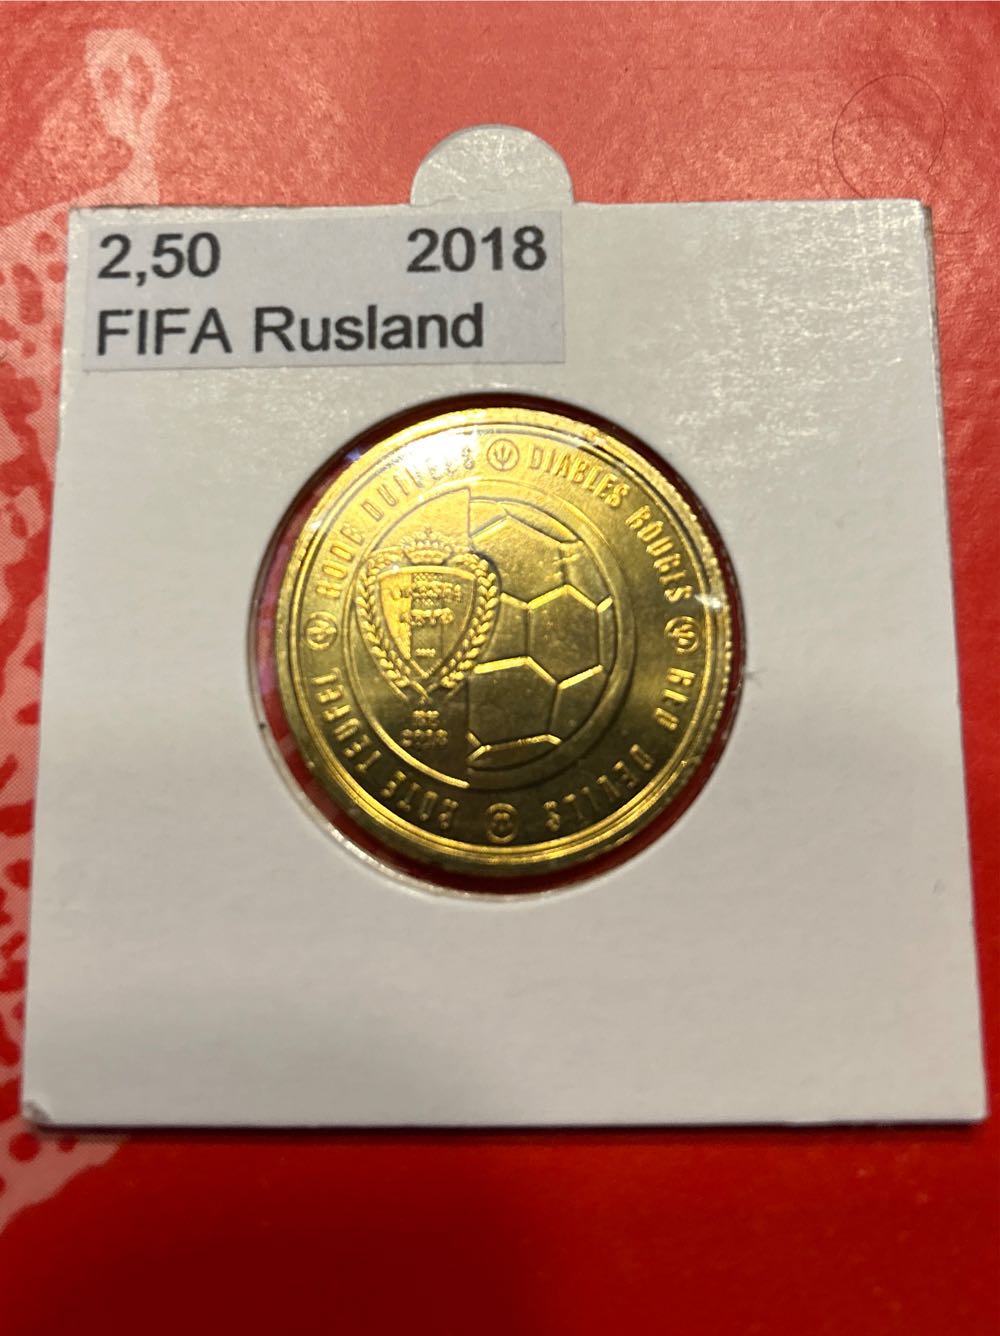 2,50 2018
FIFA Rusland
RODE DUIVELS
DIABLES ROUGES
RED DEVILS
ROTE TEUFEL